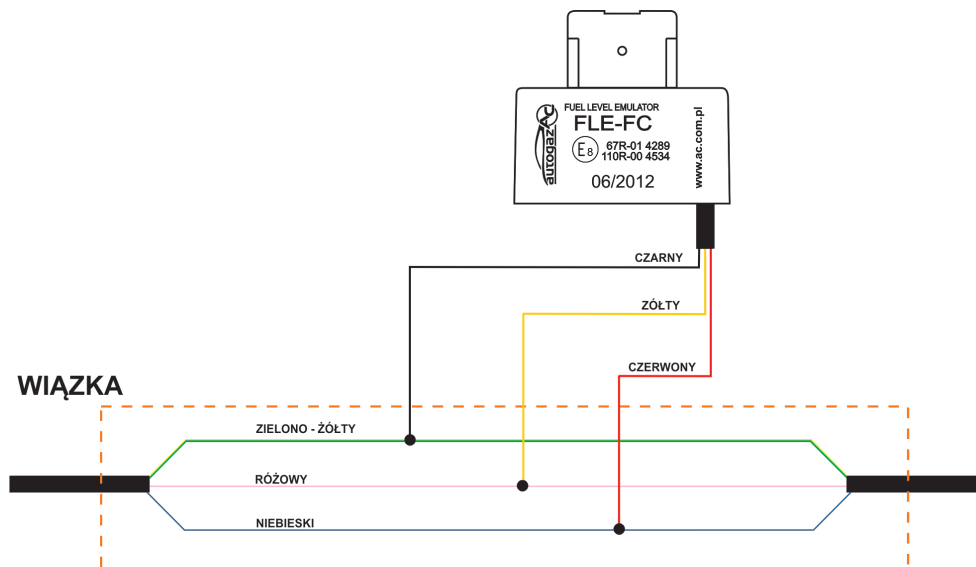 FUEL LEVEL EMULATOR
FLE-FC
E8
67R-01 4289
110R-00 4534
06/2012
autogaz AC
www.ac.com.pl
CZARNY
ZÓŁTY
CZERWONY
WIĄZKA
ZIELONO - ŻÓŁTY
RÓŻOWY
NIEBIESKI